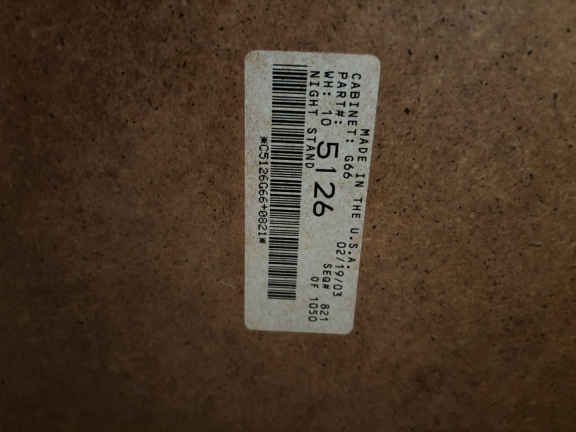 MADE IN THE U.S.A.
CABINET: G66 02/19/03
PART#: 5126 SEQ# 821
WH: 10 OF 1050
NIGHT STAND
*C5126G66+0821*